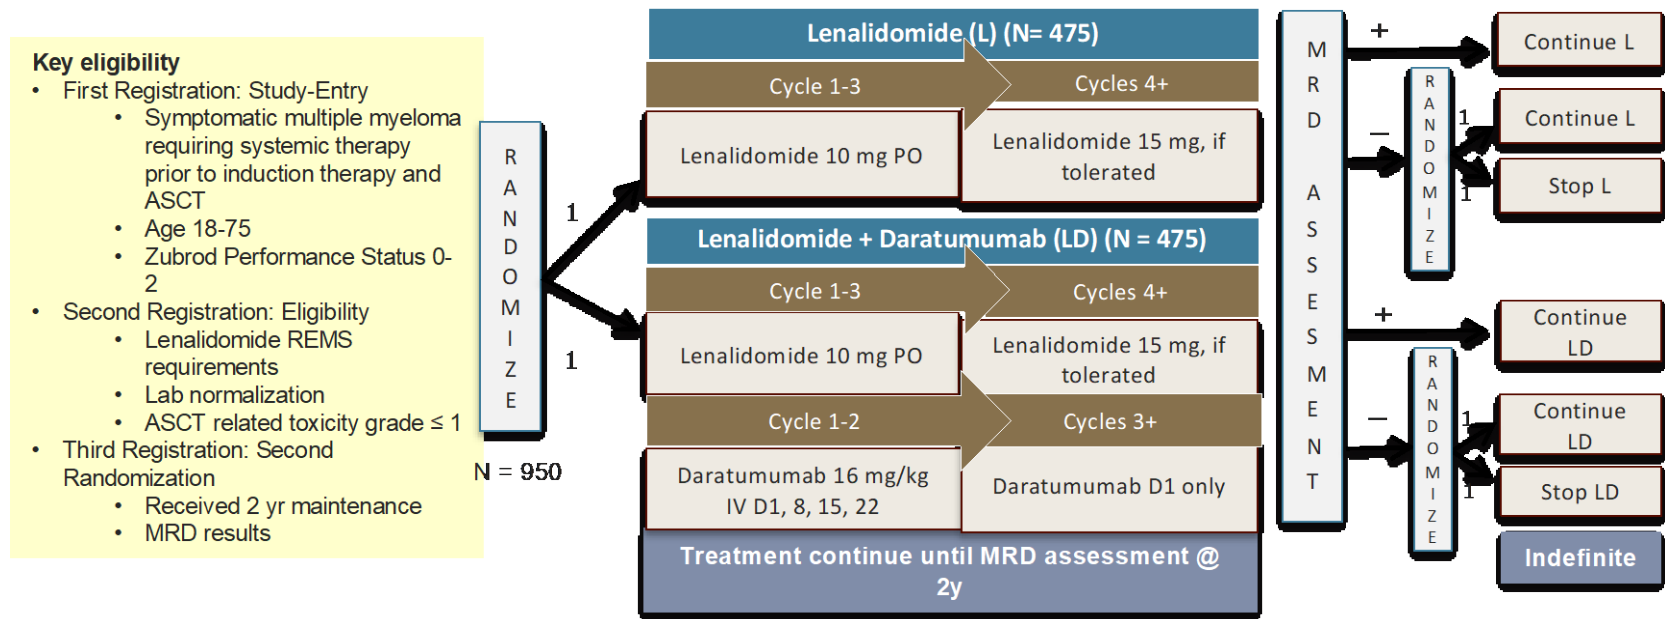 Key eligibility
• First Registration: Study-Entry
• Symptomatic multiple myeloma
requiring systemic therapy
prior to induction therapy and
ASCT
• Age 18-75
• Zubrod Performance Status 0-
2
• Second Registration: Eligibility
• Lenalidomide REMS
requirements
• Lab normalization
• ASCT related toxicity grade ≤ 1
• Third Registration: Second
Randomization
• Received 2 yr maintenance
• MRD results
RANDOMIZE
N = 950
1
1
Lenalidomide (L) (N= 475)
Cycle 1-3
Cycles 4+
Lenalidomide 10 mg PO
Lenalidomide 15 mg, if
tolerated
Lenalidomide + Daratumumab (LD) (N = 475)
Cycle 1-3
Cycles 4+
Lenalidomide 10 mg PO
Lenalidomide 15 mg, if
tolerated
Cycle 1-2
Cycles 3+
Daratumumab 16 mg/kg
IV D1, 8, 15, 22
Daratumumab D1 only
Treatment continue until MRD assessment @
2y
MRD ASSESSMENT
+
Continue L
−
RANDOMIZE
1
Continue L
1
Stop L
+
Continue
LD
−
RANDOMIZE
1
Continue
LD
1
Stop LD
Indefinite